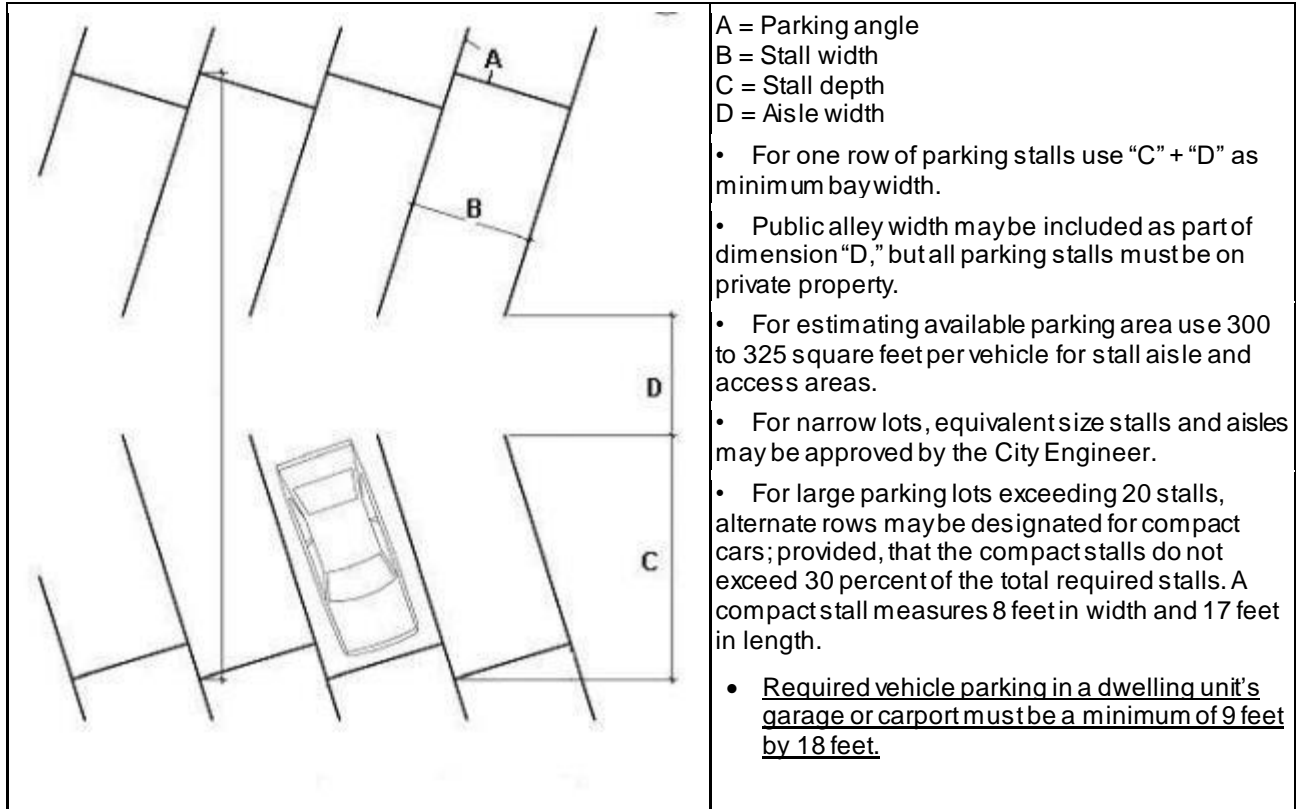 A
B
D
C
A = Parking angle
B = Stall width
C = Stall depth
D = Aisle width
• For one row of parking stalls use “C” + “D” as
minimum bay width.
• Public alley width may be included as part of
dimension “D,” but all parking stalls must be on
private property.
• For estimating available parking area use 300
to 325 square feet per vehicle for stall aisle and
access areas.
• For narrow lots, equivalent size stalls and aisles
may be approved by the City Engineer.
• For large parking lots exceeding 20 stalls,
alternate rows may be designated for compact
cars; provided, that the compact stalls do not
exceed 30 percent of the total required stalls. A
compact stall measures 8 feet in width and 17 feet
in length.
• Required vehicle parking in a dwelling unit’s
garage or carport must be a minimum of 9 feet
by 18 feet.